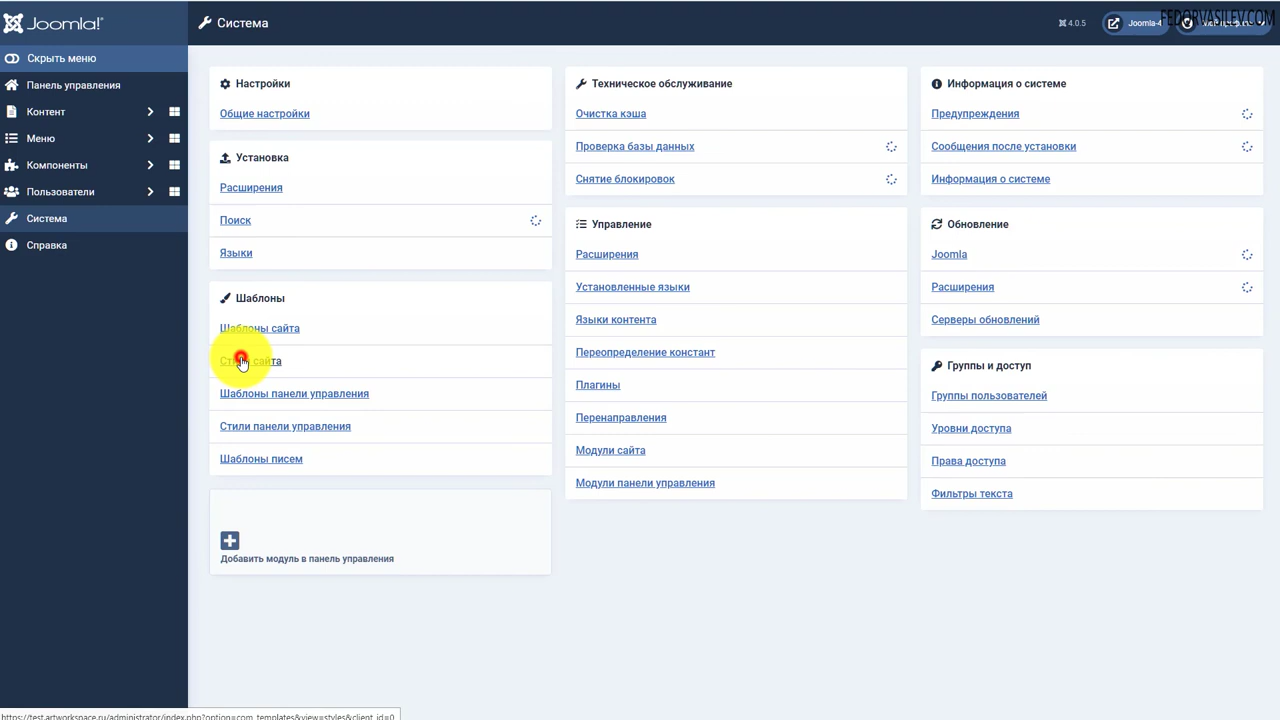 Joomla!®
Система
4.0.5
Joomla-4
FEDORVASILEV.COM
Скрыть меню
Панель управления
Контент
Меню
Компоненты
Пользователи
Система
Справка
Настройки
Общие настройки
Установка
Расширения
Поиск
Языки
Шаблоны
Шаблоны сайта
Стили сайта
Шаблоны панели управления
Стили панели управления
Шаблоны писем
Добавить модуль в панель управления
Техническое обслуживание
Очистка кэша
Проверка базы данных
Снятие блокировок
Управление
Расширения
Установленные языки
Языки контента
Переопределение констант
Плагины
Перенаправления
Модули сайта
Модули панели управления
Информация о системе
Предупреждения
Сообщения после установки
Информация о системе
Обновление
Joomla
Расширения
Серверы обновлений
Группы и доступ
Группы пользователей
Уровни доступа
Права доступа
Фильтры текста
https://test.artworkspace.ru/administrator/index.php?option=com_templates&view=styles&client_id=0